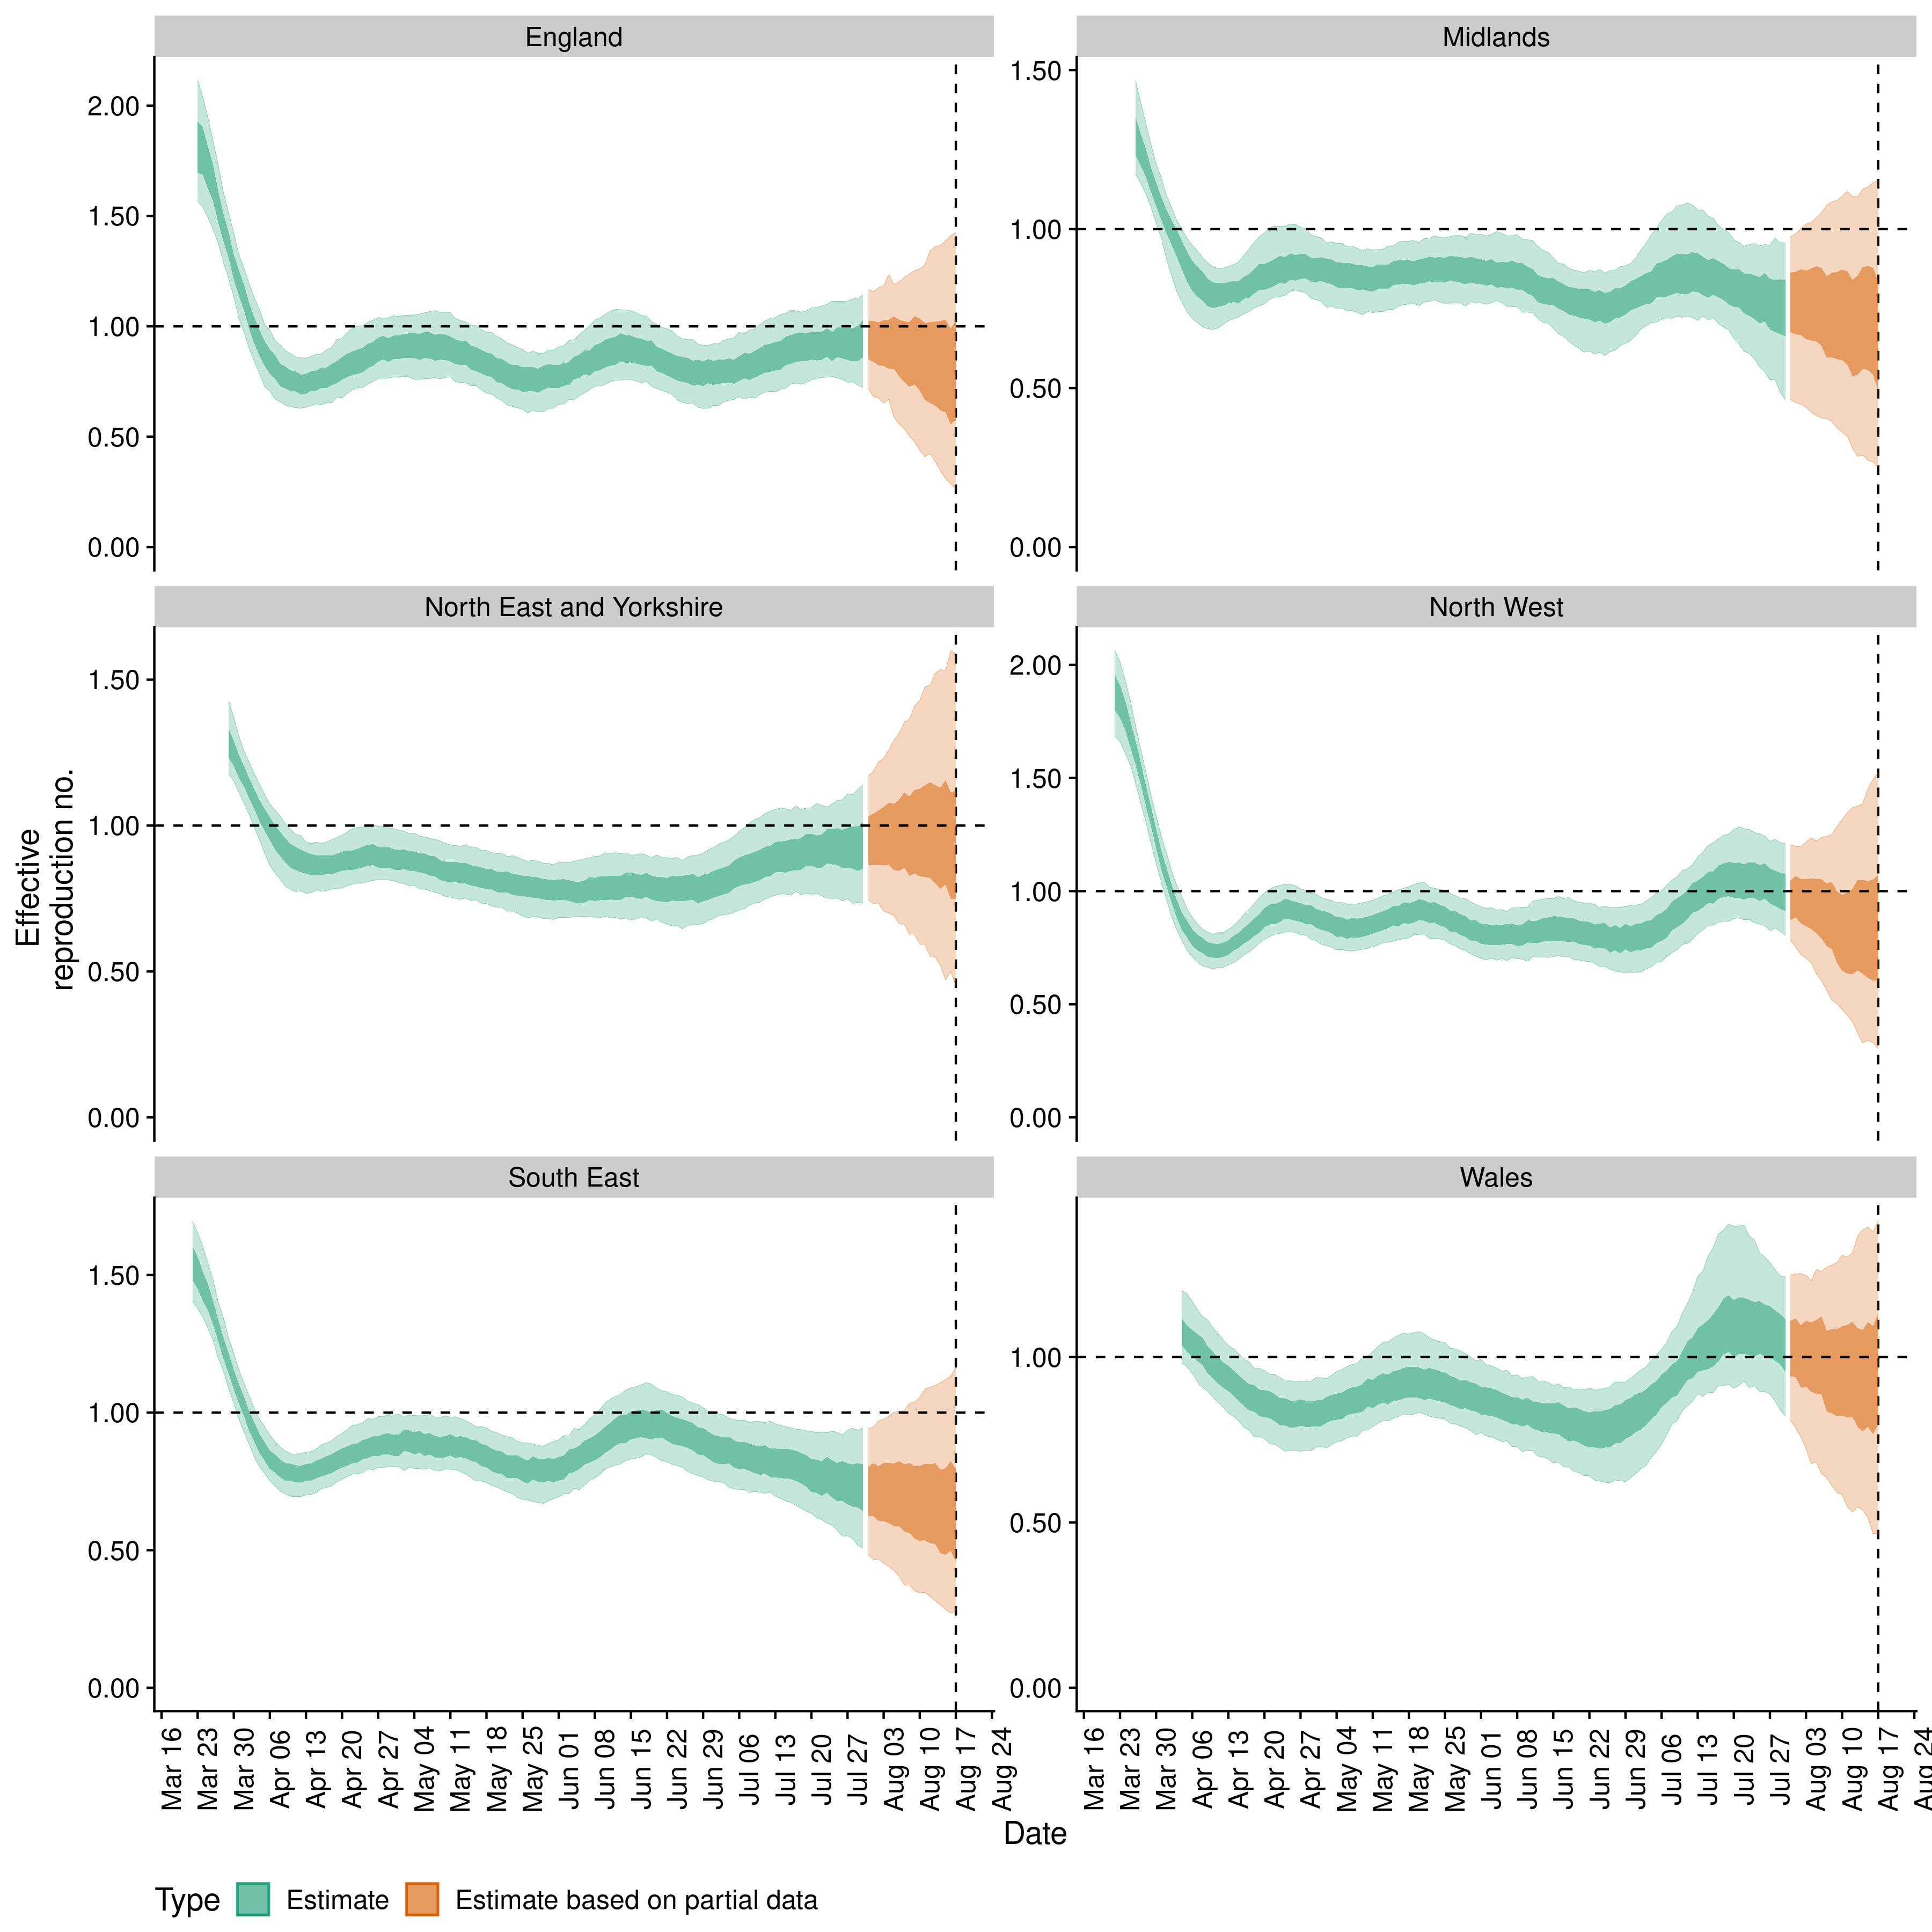 England
Midlands
2.00
1.50
1.00
0.50
0.00
1.50
1.00
0.50
0.00
North East and Yorkshire
North West
1.50
1.00
0.50
0.00
2.00
1.50
1.00
0.50
0.00
Effective
reproduction no.
South East
Wales
1.50
1.00
0.50
0.00
1.00
0.50
0.00
Mar 16
Mar 23
Mar 30
Apr 06
Apr 13
Apr 20
Apr 27
May 04
May 11
May 18
May 25
Jun 01
Jun 08
Jun 15
Jun 22
Jun 29
Jul 06
Jul 13
Jul 20
Jul 27
Aug 03
Aug 10
Aug 17
Aug 24
Mar 16
Mar 23
Mar 30
Apr 06
Apr 13
Apr 20
Apr 27
May 04
May 11
May 18
May 25
Jun 01
Jun 08
Jun 15
Jun 22
Jun 29
Jul 06
Jul 13
Jul 20
Jul 27
Aug 03
Aug 10
Aug 17
Aug 24
Date
Type
Estimate
Estimate based on partial data